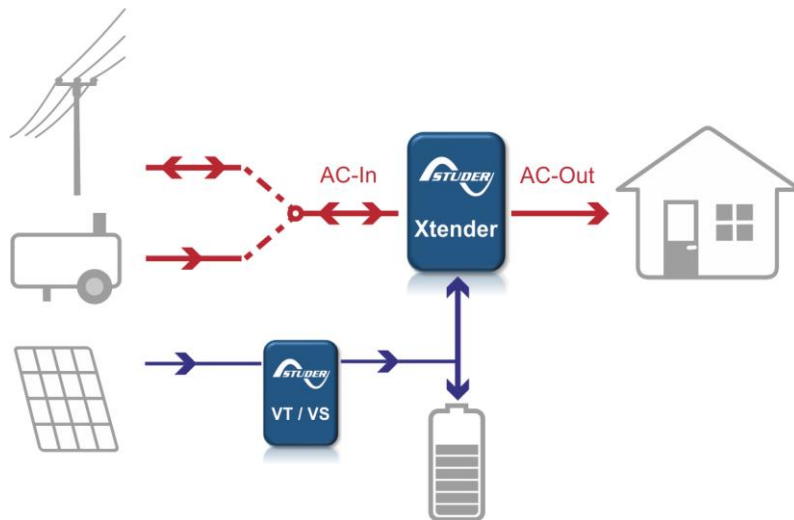 AC-In
STUDER
Xtender
AC-Out
STUDER
VT / VS